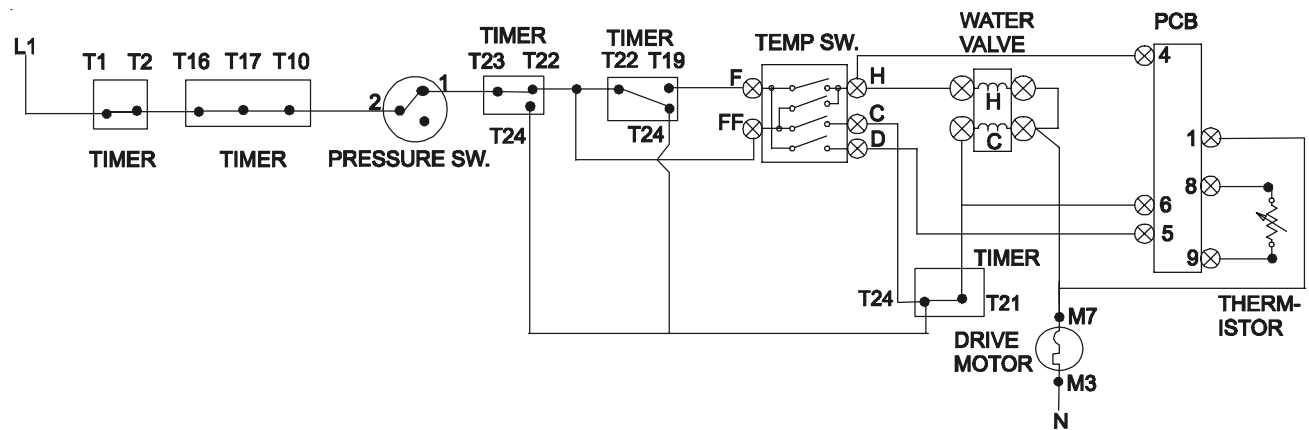 L1
T1 T2
TIMER
T16 T17 T10
TIMER
2 1
PRESSURE SW.
TIMER
T23 T22
T24
TIMER
T22 T19
T24
TEMP SW.
F
FF
H
C
D
WATER
VALVE
H
C
PCB
4
1
8
6
5
9
THERM-
ISTOR
TIMER
T24 T21
DRIVE
MOTOR
M7
M3
N